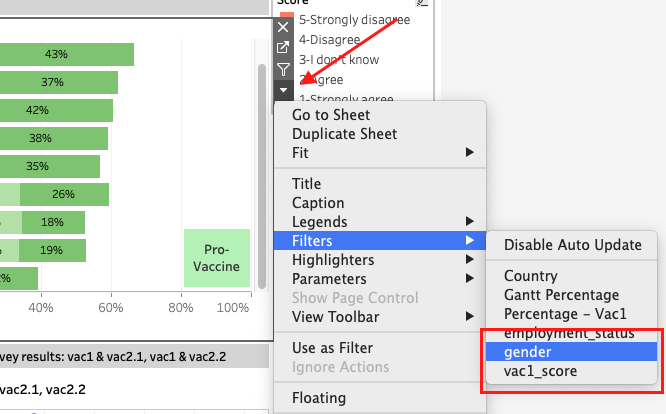 Score
5-Strongly disagree
4-Disagree
3-I don't know
2-Agree
1-Strongly agree
43%
37%
42%
38%
35%
26%
18%
19%
2%
Pro-
Vaccine
40%
60%
80%
100%
vey results: vac1 & vac2.1, vac1 & vac2.2
vac2.1, vac2.2
Go to Sheet
Duplicate Sheet
Fit
Title
Caption
Legends
Filters
Highlighters
Parameters
Show Page Control
View Toolbar
Use as Filter
Ignore Actions
Floating
Disable Auto Update
Country
Gantt Percentage
Percentage - Vac1
employment_status
gender
vac1_score